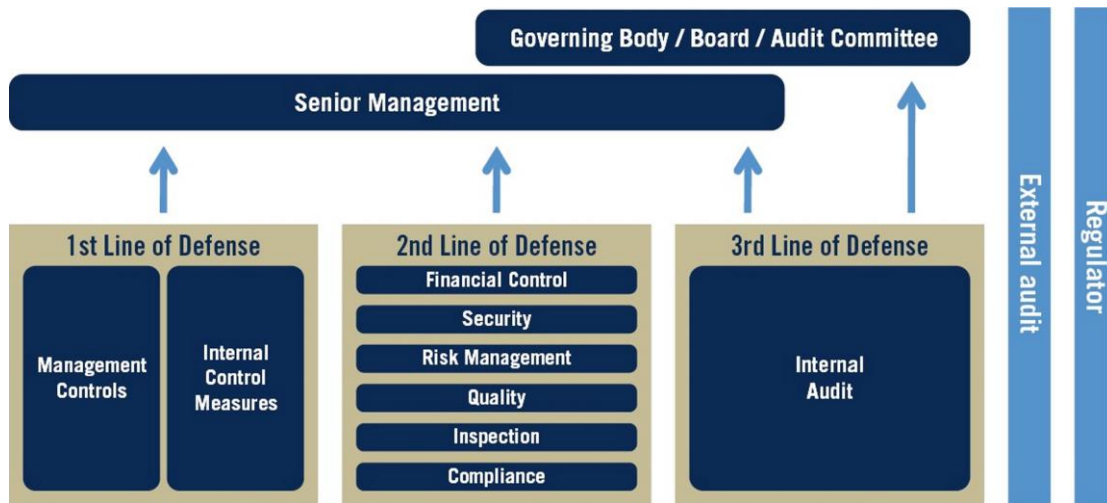 Governing Body / Board / Audit Committee
Senior Management
1st Line of Defense
Management
Controls
Internal
Control
Measures
2nd Line of Defense
Financial Control
Security
Risk Management
Quality
Inspection
Compliance
3rd Line of Defense
Internal
Audit
External audit
Regulator